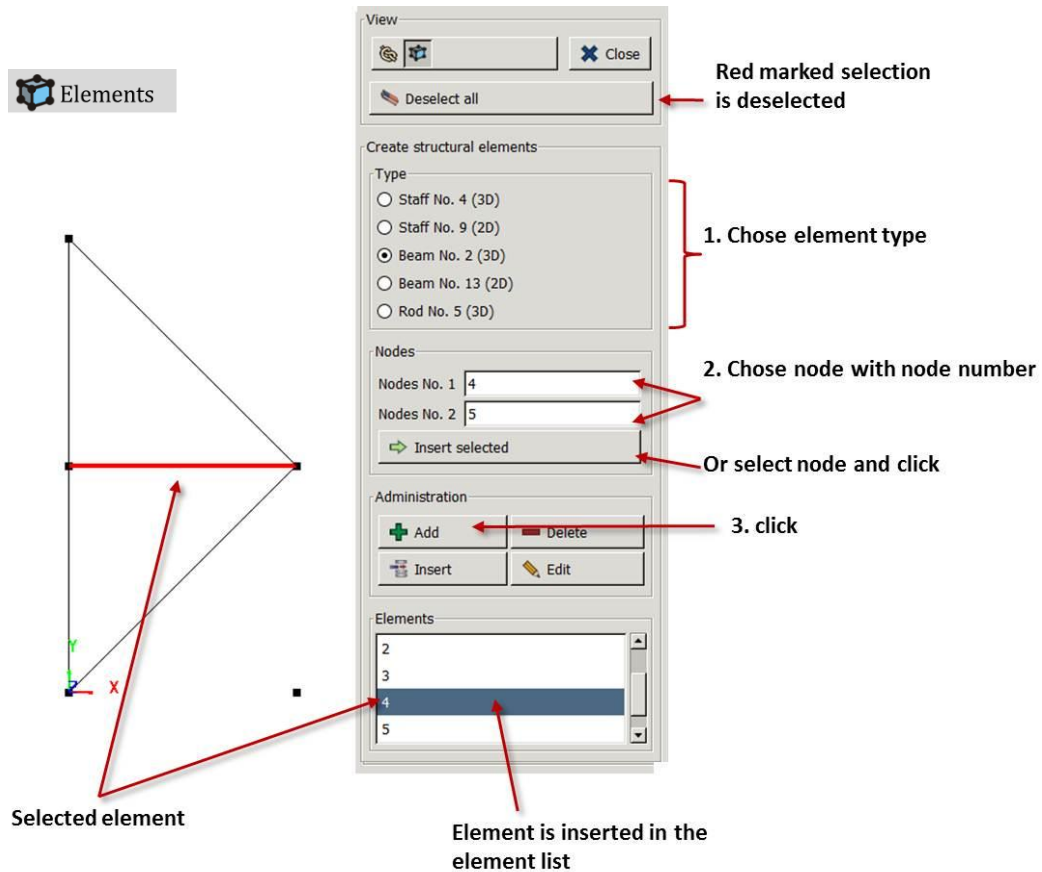 Elements
View
Close
Deselect all
Red marked selection
is deselected
Create structural elements
Type
Staff No. 4 (3D)
Staff No. 9 (2D)
Beam No. 2 (3D)
Beam No. 13 (2D)
Rod No. 5 (3D)
1. Chose element type
Nodes
Nodes No. 1 4
Nodes No. 2 5
Insert selected
2. Chose node with node number
Or select node and click
Administration
Add
Delete
Insert
Edit
3. click
Elements
2
3
4
5
Y
Z
X
Selected element
Element is inserted in the
element list